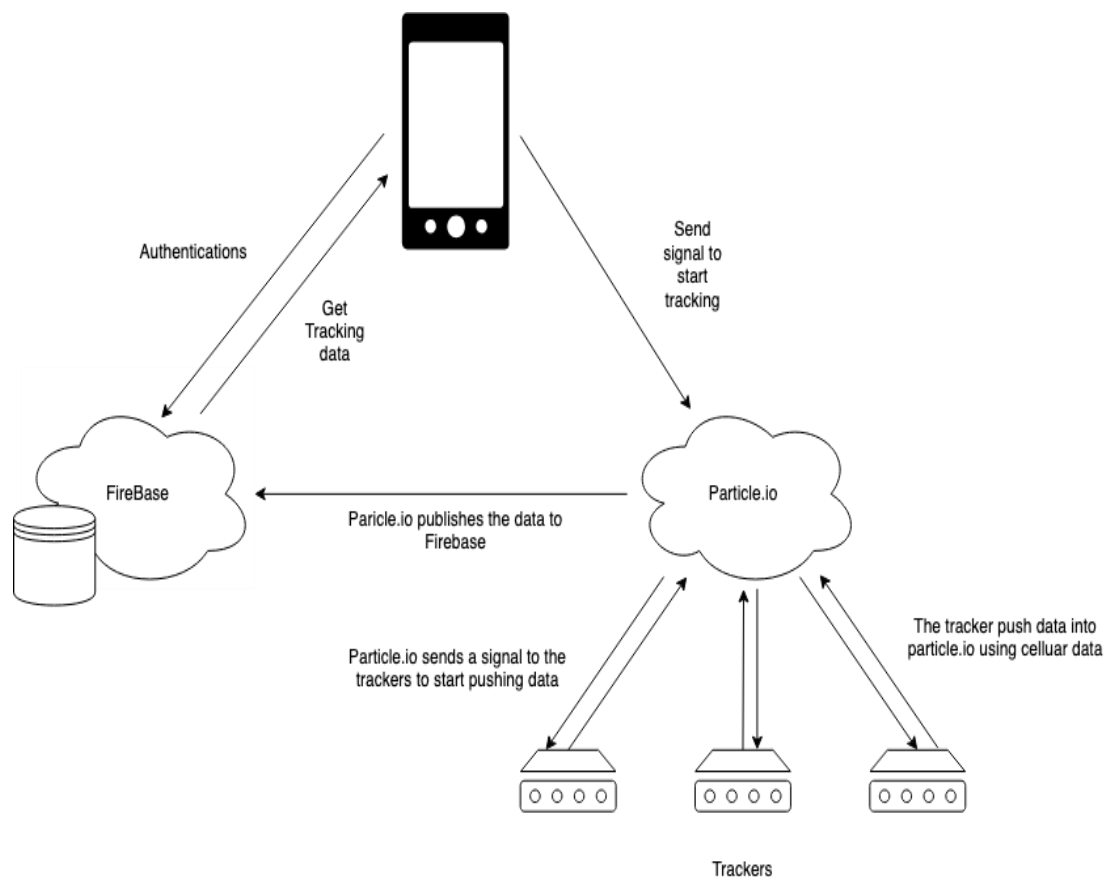 Authentications
Get
Tracking
data
Send
signal to
start
tracking
FireBase
Particle.io
Paricle.io publishes the data to
Firebase
Particle.io sends a signal to the
trackers to start pushing data
The tracker push data into
particle.io using celluar data
Trackers